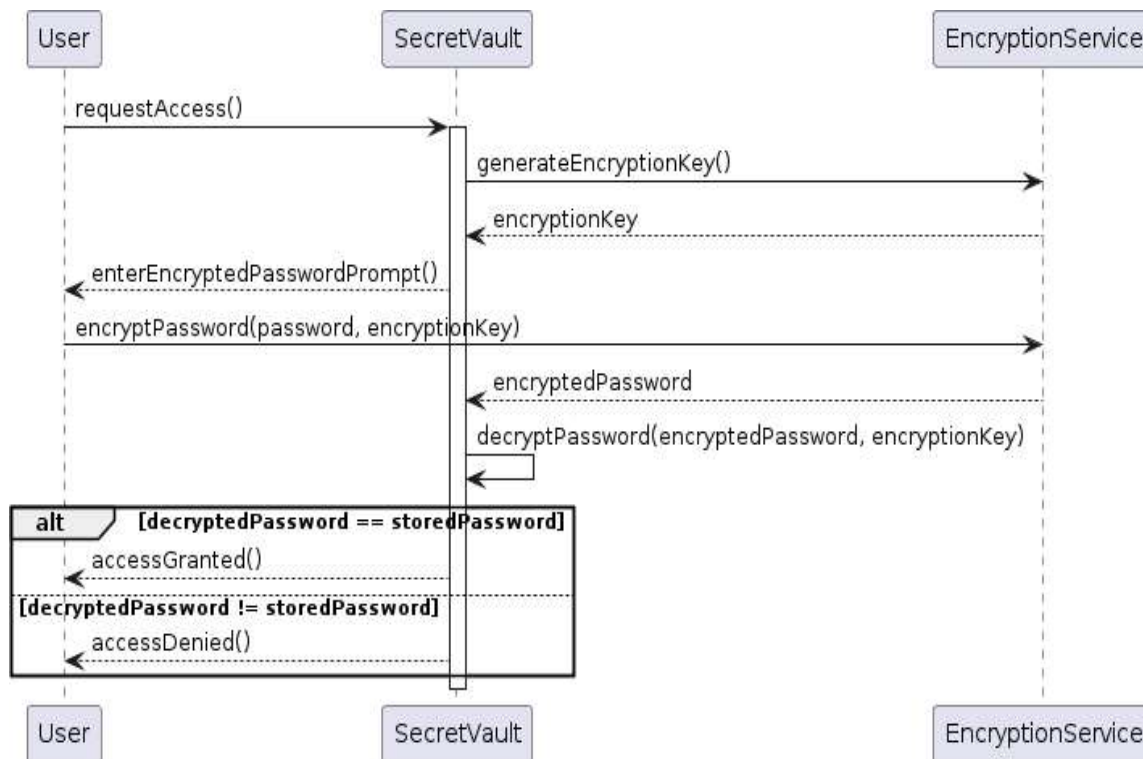 User SecretVault EncryptionService
requestAccess()
generateEncryptionKey()
encryptionKey
enterEncryptedPasswordPrompt()
encryptPassword(password, encryptionKey)
encryptedPassword
decryptPassword(encryptedPassword, encryptionKey)
alt [decryptedPassword == storedPassword]
accessGranted()
[decryptedPassword != storedPassword]
accessDenied()
User SecretVault EncryptionService